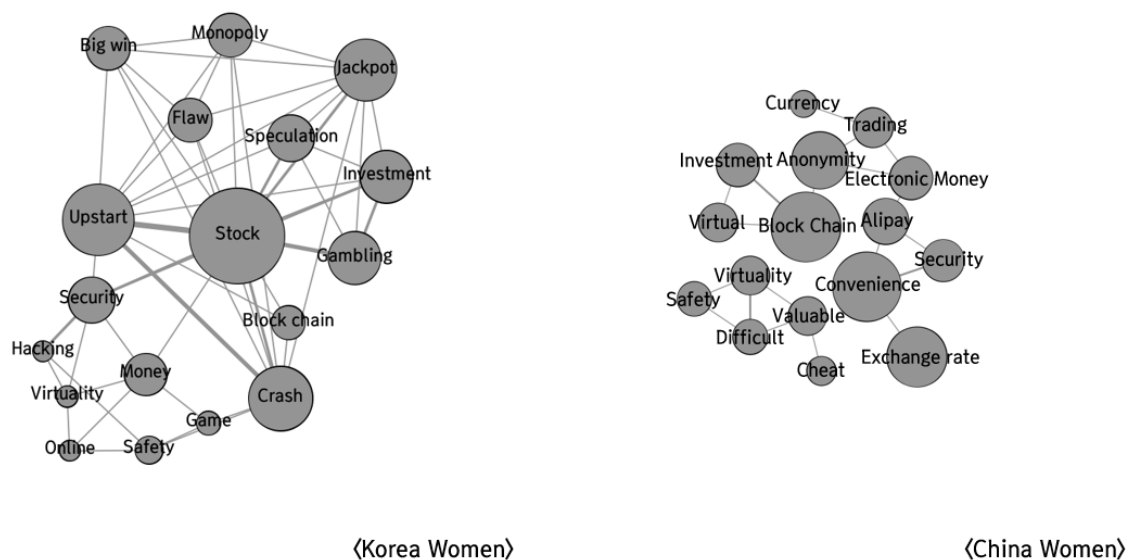 Big win
Monopoly
Jackpot
Flaw
Speculation
Investment
Upstart
Stock
Gambling
Security
Block chain
Hacking
Money
Virtuality
Crash
Game
Online
Safety
〈Korea Women〉
Currency
Trading
Investment
Anonymity
Electronic Money
Virtual
Block Chain
Alipay
Security
Virtuality
Convenience
Safety
Valuable
Difficult
Exchange rate
Cheat
〈China Women〉